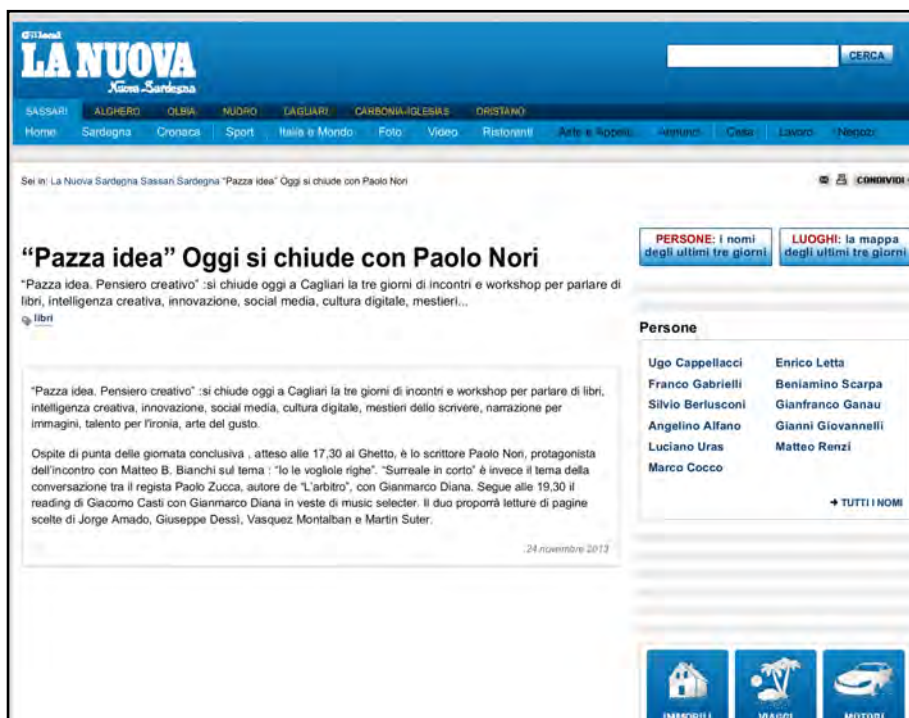 Gillocal
LA NUOVA
Nuova Sardegna
CERCA
SASSARI ALGHERO OLBIA NUORO CAGLIARI CARBONIA-IGLESIAS ORISTANO
Home Sardegna Cronaca Sport Italia e Mondo Foto Video Ristoranti Aste e Appalti Annunci Casa Lavoro Negozi
Sei in: La Nuova Sardegna Sassari Sardegna "Pazza idea" Oggi si chiude con Paolo Nori
CONDIVIDI
“Pazza idea” Oggi si chiude con Paolo Nori
“Pazza idea. Pensiero creativo” :si chiude oggi a Cagliari la tre giorni di incontri e workshop per parlare di
libri, intelligenza creativa, innovazione, social media, cultura digitale, mestieri...
libri
“Pazza idea. Pensiero creativo” :si chiude oggi a Cagliari la tre giorni di incontri e workshop per parlare di libri,
intelligenza creativa, innovazione, social media, cultura digitale, mestieri dello scrivere, narrazione per
immagini, talento per l'ironia, arte del gusto.
Ospite di punta delle giornata conclusiva , atteso alle 17,30 al Ghetto, è lo scrittore Paolo Nori, protagonista
dell'incontro con Matteo B. Bianchi sul tema : “Io le vogliole righe”. “Surreale in corto” è invece il tema della
conversazione tra il regista Paolo Zucca, autore de “L'arbitro”, con Gianmarco Diana. Segue alle 19,30 il
reading di Giacomo Casti con Gianmarco Diana in veste di music selecter. Il duo proporrà letture di pagine
scelte di Jorge Amado, Giuseppe Dessì, Vasquez Montalban e Martin Suter.
24 novembre 2013
PERSONE: i nomi
degli ultimi tre giorni
LUOGHI: la mappa
degli ultimi tre giorni
Persone
Ugo Cappellacci Enrico Letta
Franco Gabrielli Beniamino Scarpa
Silvio Berlusconi Gianfranco Ganau
Angelino Alfano Gianni Giovannelli
Luciano Uras Matteo Renzi
Marco Cocco
TUTTI I NOMI
IMMOBILI VIAGGI MOTORI